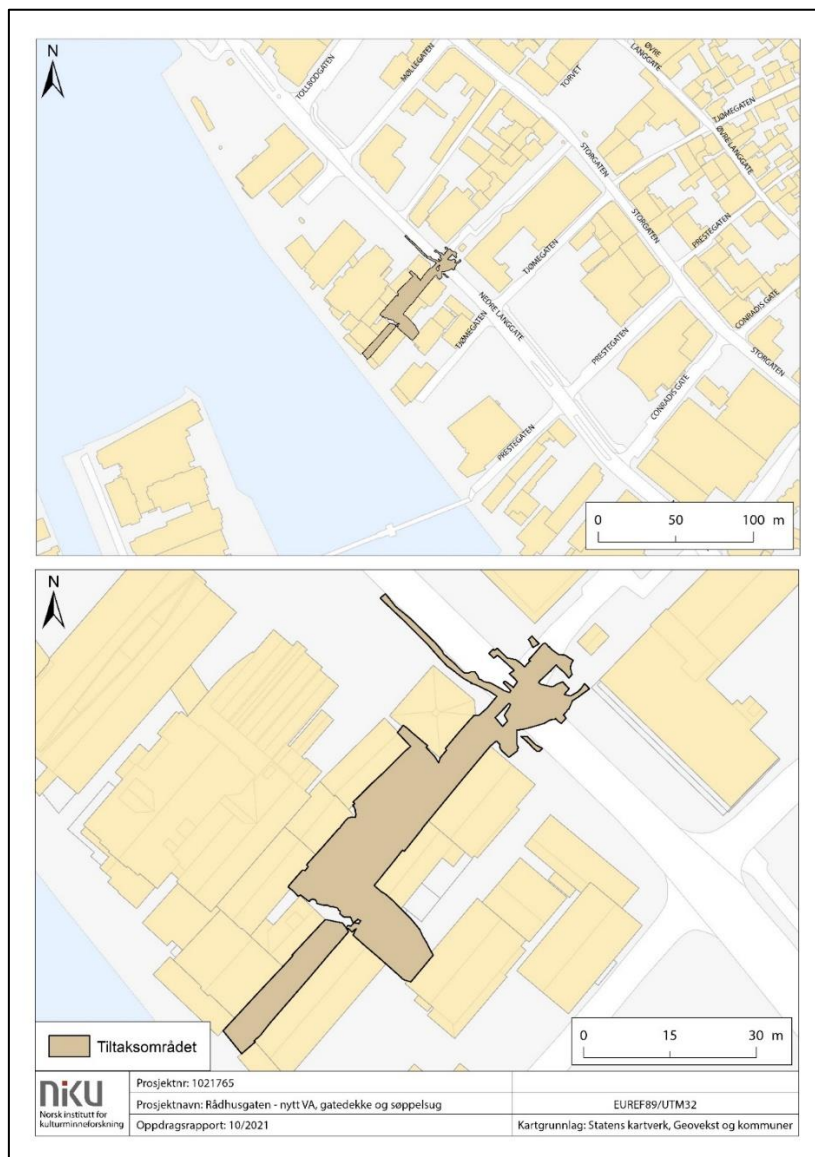 N
TOLLBODGATEN
MØLLEGATEN
TORVET
ØVRE
LANGGATE
TJØMEGATEN
ØVRE LANGGATE
STORGATEN
STORGATEN
PRESTEGATEN
TJØMEGATEN
NEDRE LANGGATE
TJØMEGATEN
PRESTEGATEN
CONRADIS GATE
STORGATEN
CONRADIS GATE
PRESTEGATEN
0 50 100 m
N
0 15 30 m
Tiltaksområdet
NIKU
Norsk institutt for
kulturminneforskning
Prosjektnr: 1021765
Prosjektnavn: Rådhusgaten - nytt VA, gatedekke og søppelsug
EUREF89/UTM32
Oppdragsrapport: 10/2021
Kartgrunnlag: Statens kartverk, Geovekst og kommuner